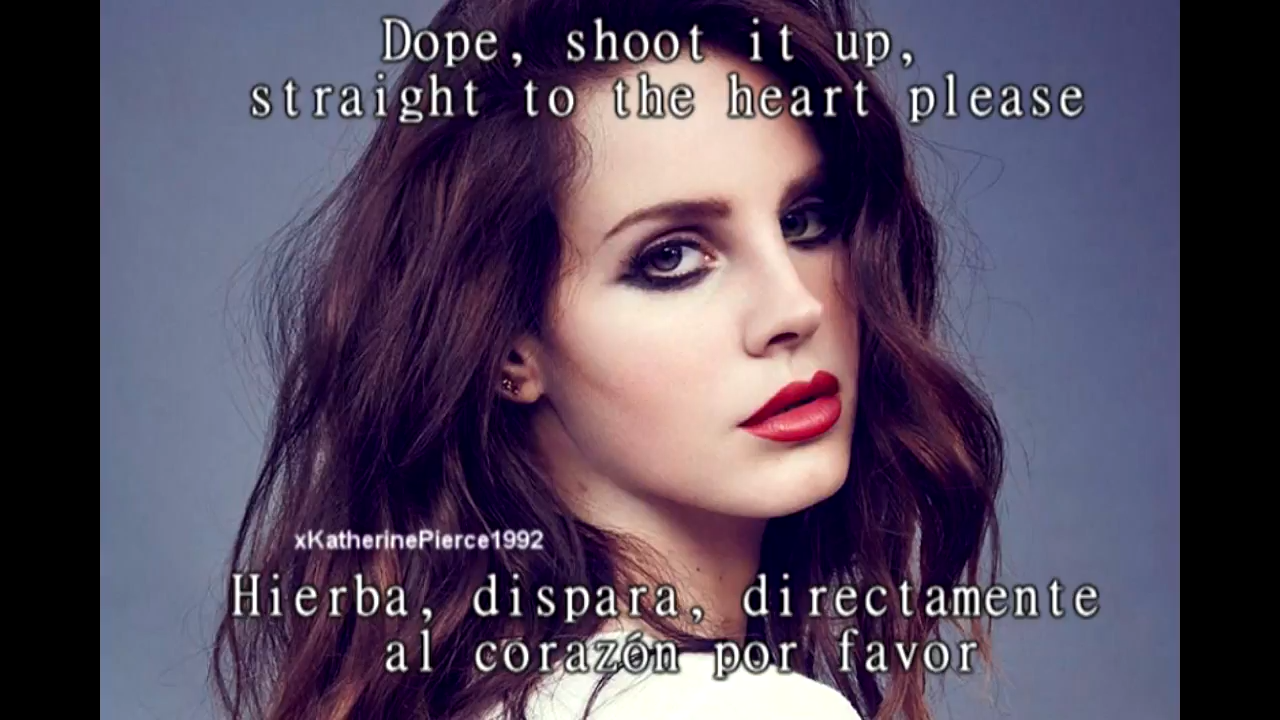 Dope, shoot it up,
straight to the heart please
xKatherinePierce1992
Hierba, dispara, directamente
al corazón por favor